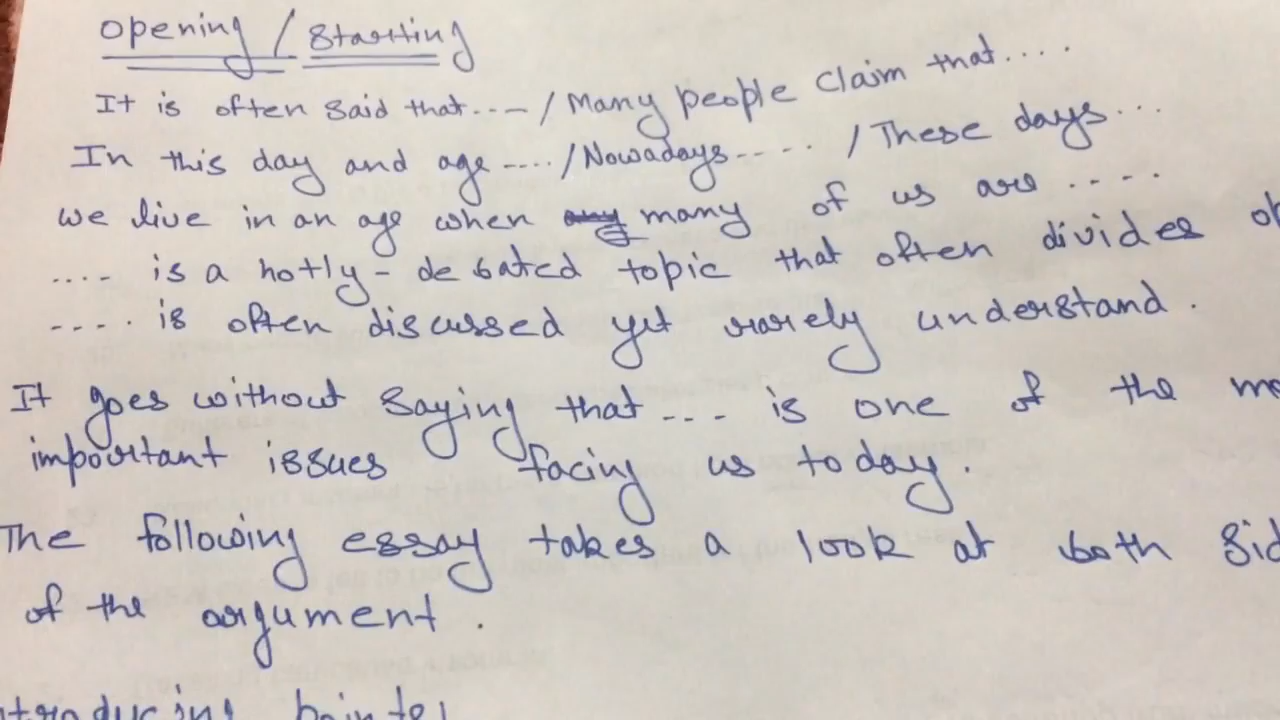 Opening / Starting
It is often said that.... / Many people claim that....
In this day and age .... / Nowadays..... / These days...
we live in an age when many of us are ....
.... is a hotly-debated topic that often divides
.... is often discussed yet rarely understand.
It goes without saying that ... is one of the
important issues facing us today.
The following essay takes a look at both
of the argument.